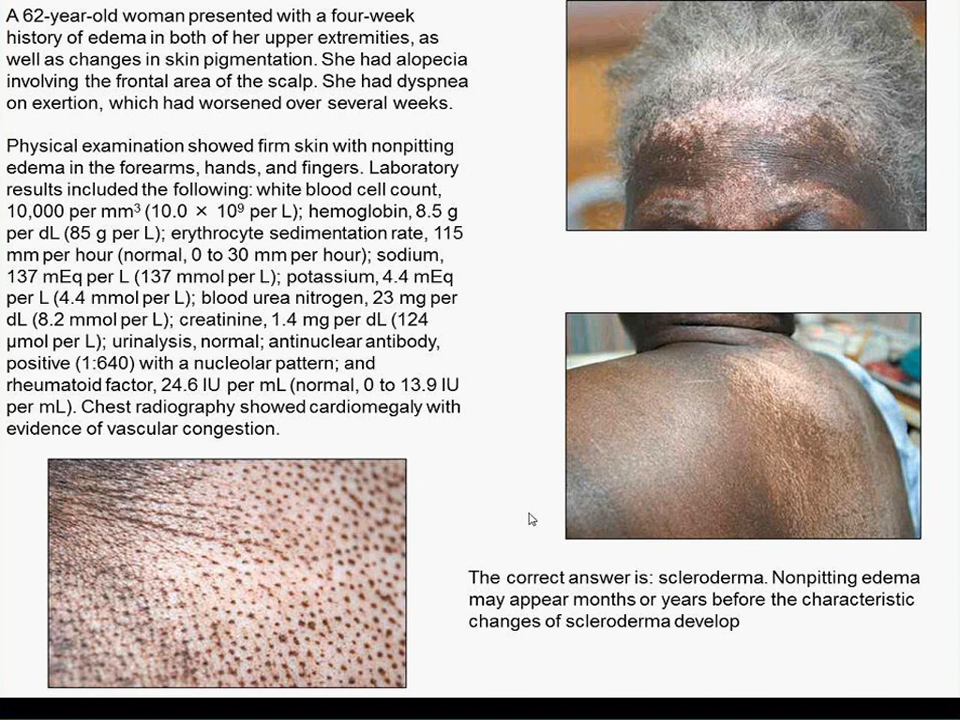 A 62-year-old woman presented with a four-week
history of edema in both of her upper extremities, as
well as changes in skin pigmentation. She had alopecia
involving the frontal area of the scalp. She had dyspnea
on exertion, which had worsened over several weeks.
Physical examination showed firm skin with nonpitting
edema in the forearms, hands, and fingers. Laboratory
results included the following: white blood cell count,
10,000 per mm³ (10.0 × 10⁹ per L); hemoglobin, 8.5 g
per dL (85 g per L); erythrocyte sedimentation rate, 115
mm per hour (normal, 0 to 30 mm per hour); sodium,
137 mEq per L (137 mmol per L); potassium, 4.4 mEq
per L (4.4 mmol per L); blood urea nitrogen, 23 mg per
dL (8.2 mmol per L); creatinine, 1.4 mg per dL (124
µmol per L); urinalysis, normal; antinuclear antibody,
positive (1:640) with a nucleolar pattern; and
rheumatoid factor, 24.6 IU per mL (normal, 0 to 13.9 IU
per mL). Chest radiography showed cardiomegaly with
evidence of vascular congestion.
The correct answer is: scleroderma. Nonpitting edema
may appear months or years before the characteristic
changes of scleroderma develop